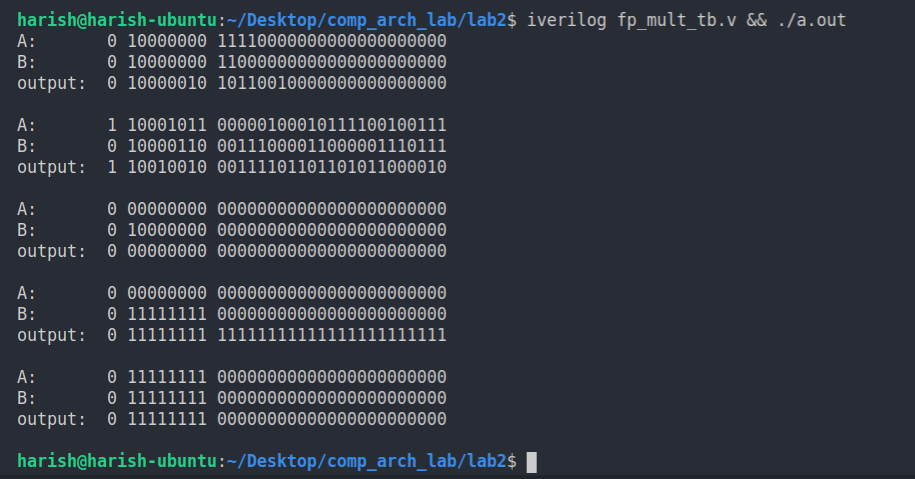 harish@harish-ubuntu:~/Desktop/comp_arch_lab/lab2$ iverilog fp_mult_tb.v && ./a.out
A: 0 10000000 11110000000000000000000
B: 0 10000000 11000000000000000000000
output: 0 10000010 10110010000000000000000
A: 1 10001011 00000100010111100100111
B: 0 10000110 00111000011000001110111
output: 1 10010010 00111101101101011000010
A: 0 00000000 00000000000000000000000
B: 0 10000000 00000000000000000000000
output: 0 00000000 00000000000000000000000
A: 0 00000000 00000000000000000000000
B: 0 11111111 00000000000000000000000
output: 0 11111111 11111111111111111111111
A: 0 11111111 00000000000000000000000
B: 0 11111111 00000000000000000000000
output: 0 11111111 00000000000000000000000
harish@harish-ubuntu:~/Desktop/comp_arch_lab/lab2$